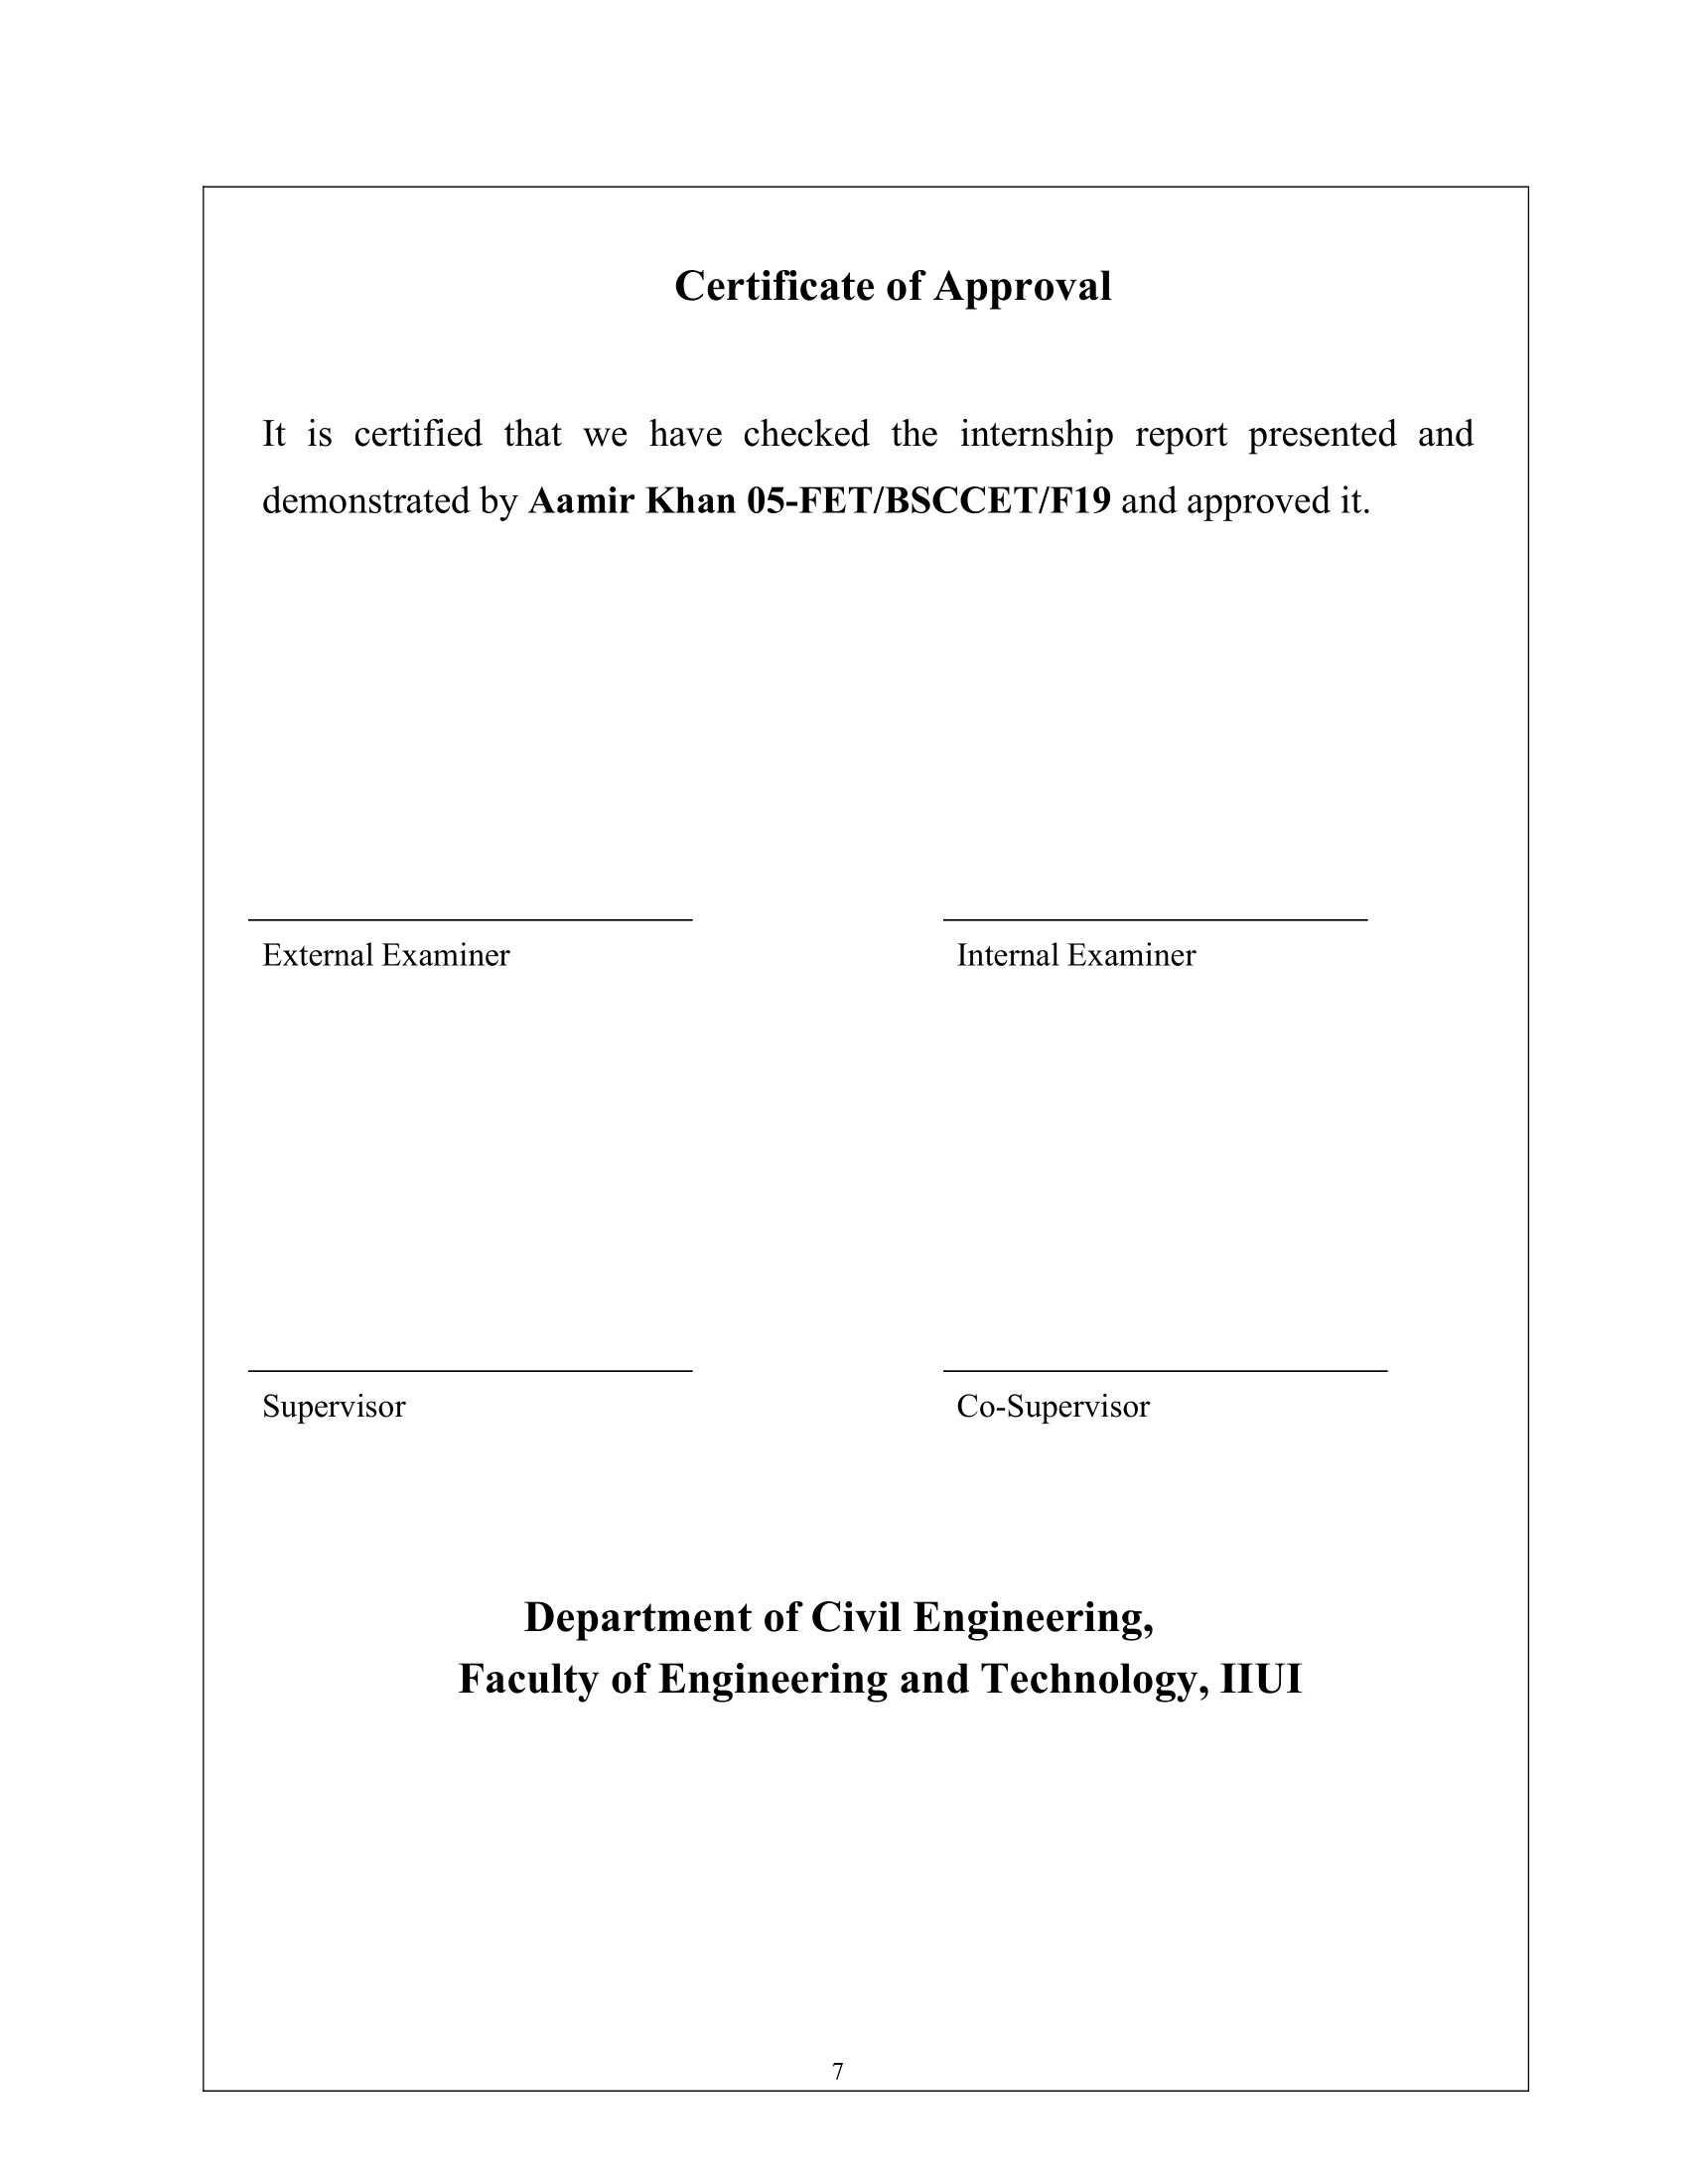 Certificate of Approval
It is certified that we have checked the internship report presented and
demonstrated by Aamir Khan 05-FET/BSCCET/F19 and approved it.
External Examiner
Internal Examiner
Supervisor
Co-Supervisor
Department of Civil Engineering,
Faculty of Engineering and Technology, IIUI
7